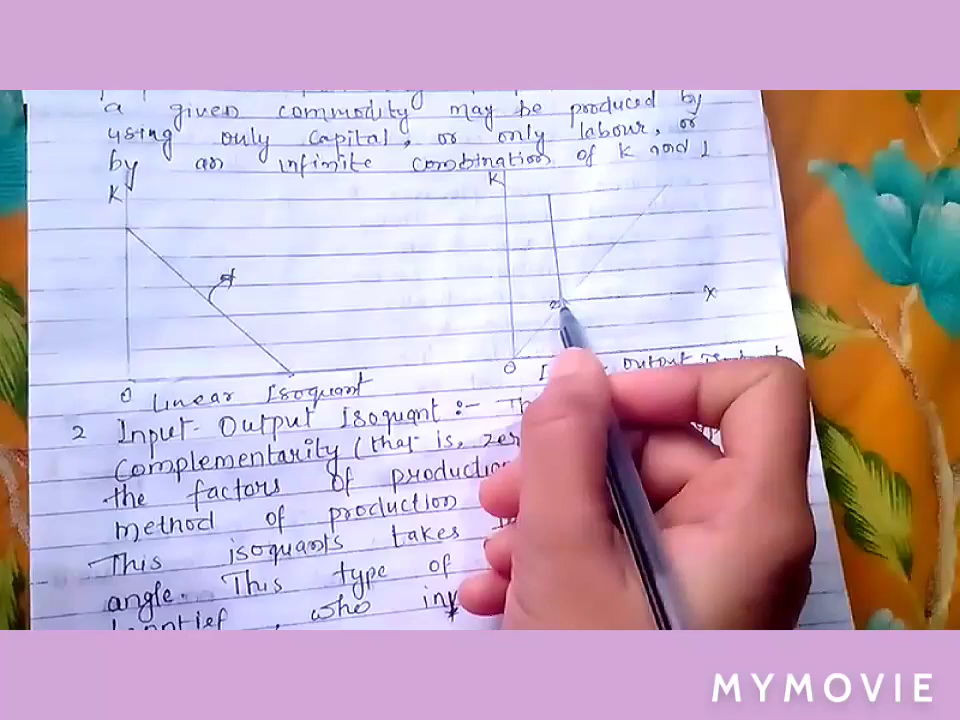 a given commodity may be produced by
using only capital, or only labour, or
by an infinite combination of K and L
K K
X
O Linear Isoquant O output
2 Input-Output Isoquant :-
complementarity (that is, zer
the factors of production
method of production
This isoquants takes
angle. This type of
who
MYMOVIE